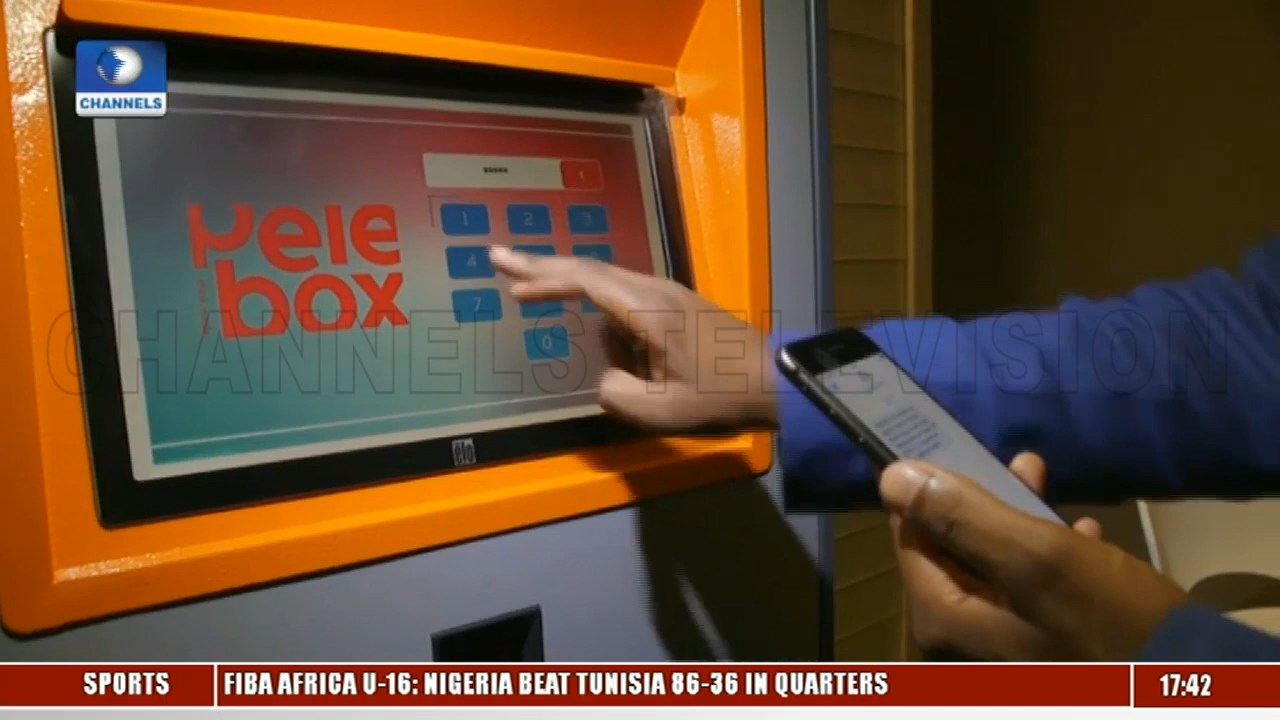 CHANNELS
pele
box
1 2 3
4
7
0
CHANNELS TELEVISION
elo
SPORTS
FIBA AFRICA U-16: NIGERIA BEAT TUNISIA 86-36 IN QUARTERS
17:42